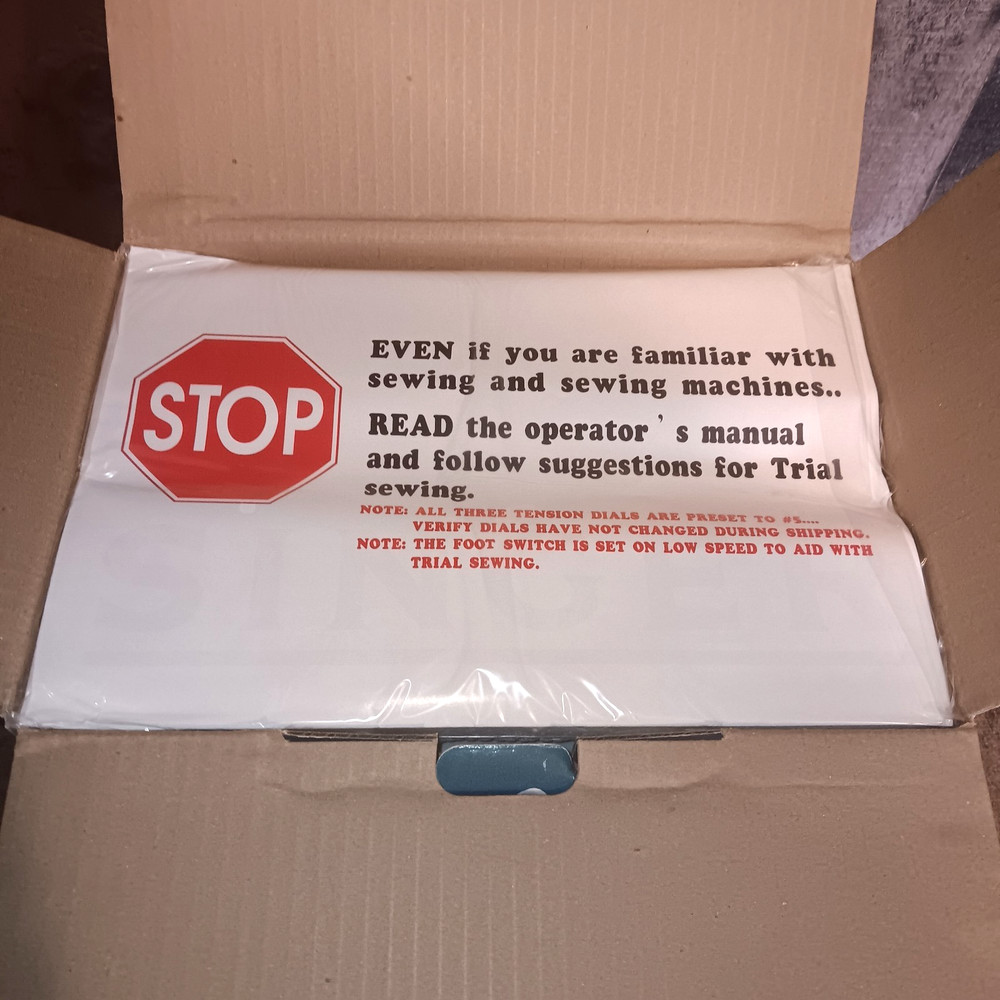 STOP
EVEN if you are familiar with
sewing and sewing machines..
READ the operator ' s manual
and follow suggestions for Trial
sewing.
NOTE: ALL THREE TENSION DIALS ARE PRESET TO #5....
VERIFY DIALS HAVE NOT CHANGED DURING SHIPPING.
NOTE: THE FOOT SWITCH IS SET ON LOW SPEED TO AID WITH
TRIAL SEWING.
SINGER